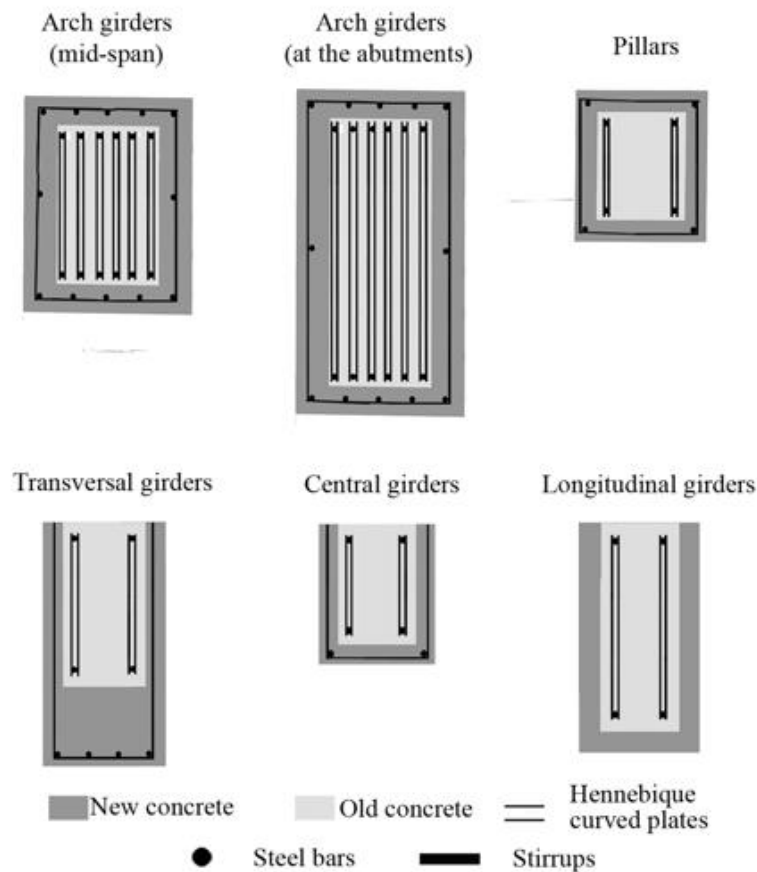 Arch girders
(mid-span)
Arch girders
(at the abutments)
Pillars
Transversal girders
Central girders
Longitudinal girders
New concrete
Old concrete
Hennebique
curved plates
Steel bars
Stirrups